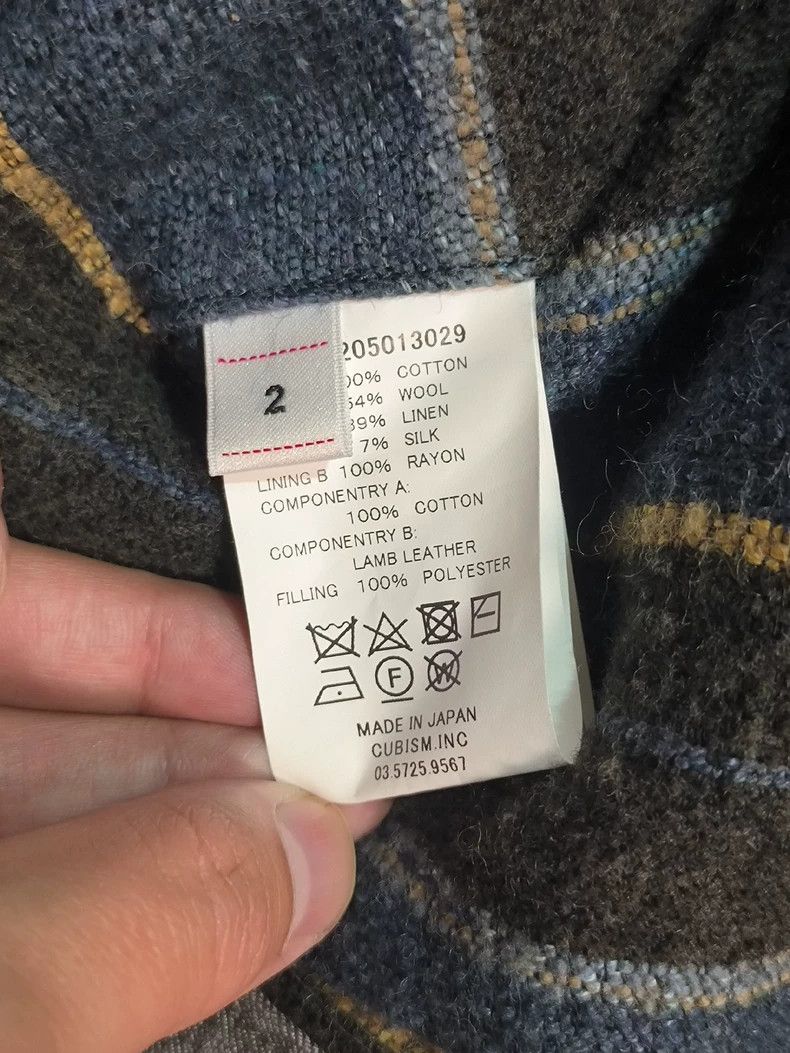 2
205013029
00% COTTON
54% WOOL
39% LINEN
7% SILK
LINING B 100% RAYON
COMPONENTRY A:
100% COTTON
COMPONENTRY B:
LAMB LEATHER
FILLING 100% POLYESTER
F
W
MADE IN JAPAN
CUBISM.INC
03.5725.9567